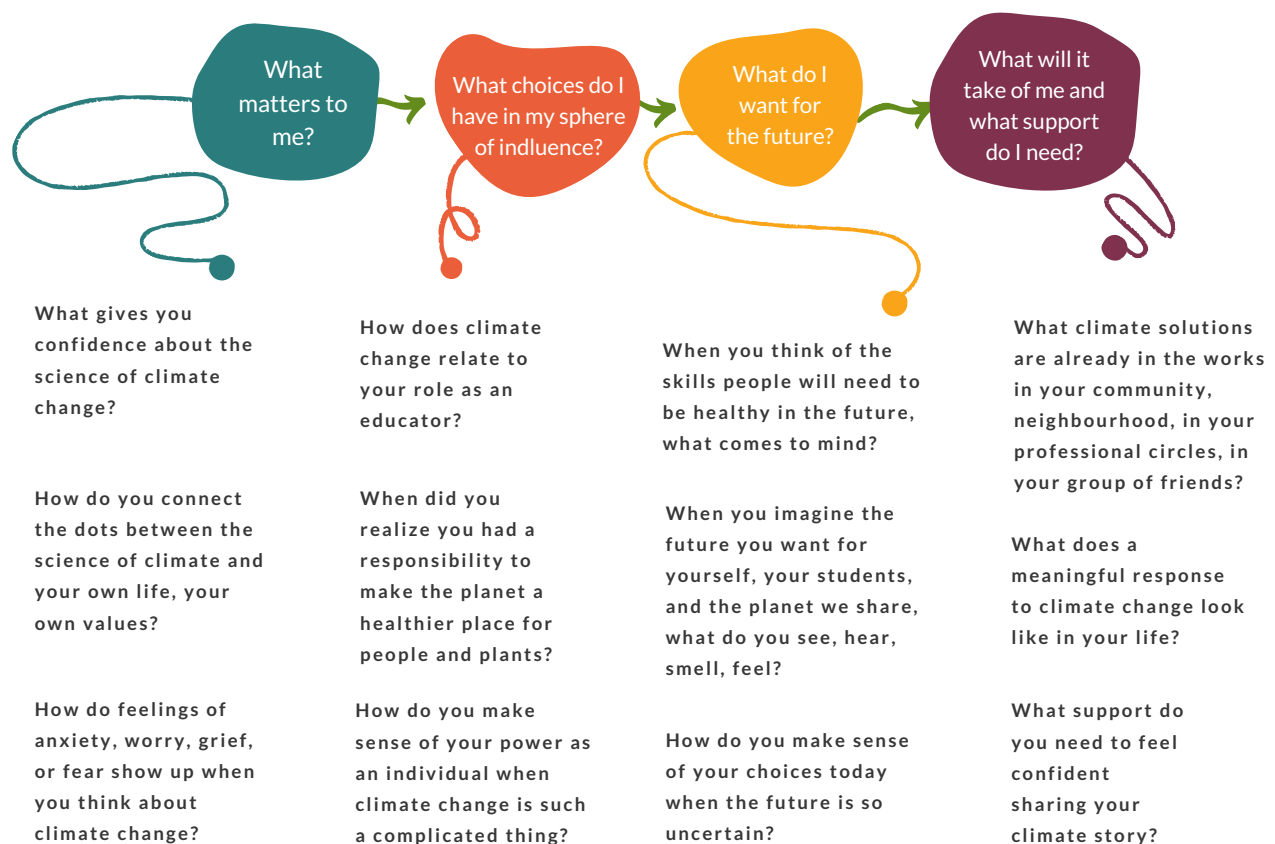 What
matters to
me?
What choices do I
have in my sphere
of indluence?
What do I
want for
the future?
What will it
take of me and
what support
do I need?
What gives you
confidence about the
science of climate
change?
How do you connect
the dots between the
science of climate and
your own life, your
own values?
How do feelings of
anxiety, worry, grief,
or fear show up when
you think about
climate change?
How does climate
change relate to
your role as an
educator?
When did you
realize you had a
responsibility to
make the planet a
healthier place for
people and plants?
How do you make
sense of your power as
an individual when
climate change is such
a complicated thing?
When you think of the
skills people will need to
be healthy in the future,
what comes to mind?
When you imagine the
future you want for
yourself, your students,
and the planet we share,
what do you see, hear,
smell, feel?
How do you make sense
of your choices today
when the future is so
uncertain?
What climate solutions
are already in the works
in your community,
neighbourhood, in your
professional circles, in
your group of friends?
What does a
meaningful response
to climate change look
like in your life?
What support do
you need to feel
confident
sharing your
climate story?